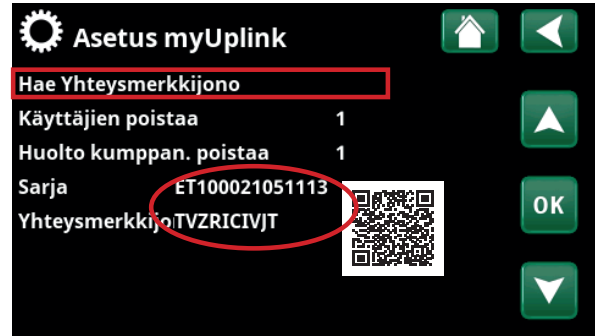 Asetus myUplink
Hae Yhteysmerkkijono
Käyttäjien poistaa 1
Huolto kumppan. poistaa 1
Sarja ET100021051113
Yhteysmerkkijo TVZRICIVJT
OK